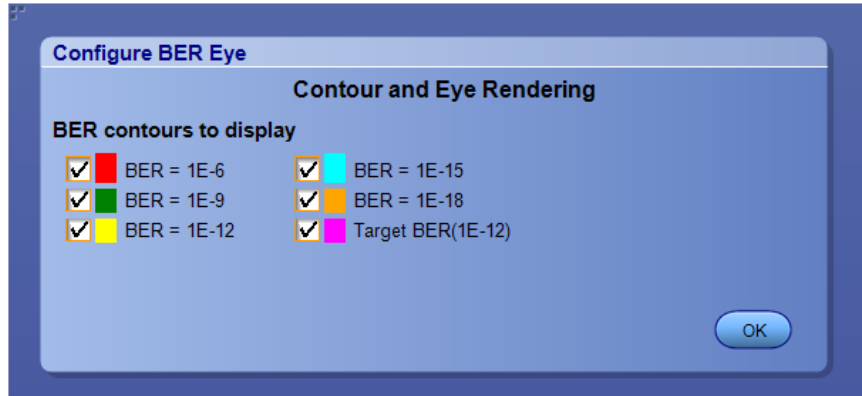 Configure BER Eye
Contour and Eye Rendering
BER contours to display
BER = 1E-6
BER = 1E-15
BER = 1E-9
BER = 1E-18
BER = 1E-12
Target BER(1E-12)
OK